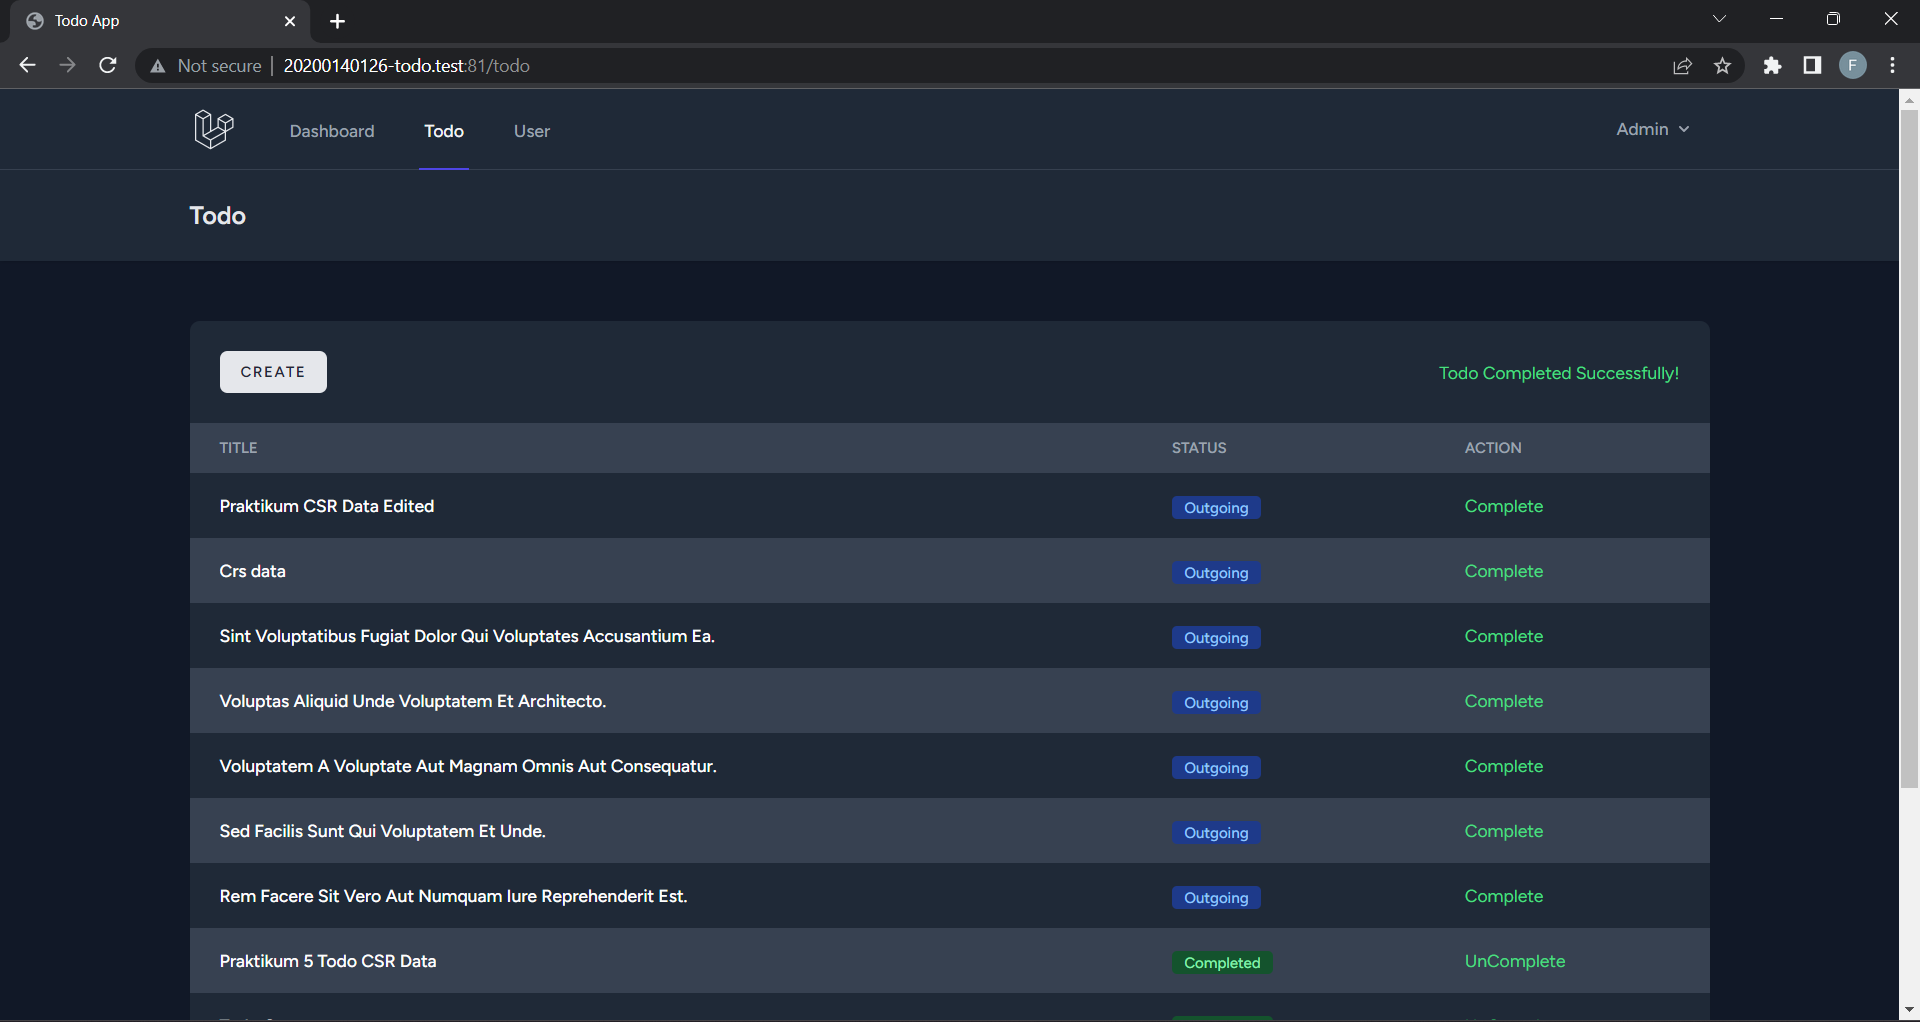 Todo App
Not secure 20200140126-todo.test:81/todo
F
Dashboard Todo User Admin
Todo
CREATE Todo Completed Successfully!
TITLE STATUS ACTION
Praktikum CSR Data Edited Outgoing Complete
Crs data Outgoing Complete
Sint Voluptatibus Fugiat Dolor Qui Voluptates Accusantium Ea. Outgoing Complete
Voluptas Aliquid Unde Voluptatem Et Architecto. Outgoing Complete
Voluptatem A Voluptate Aut Magnam Omnis Aut Consequatur. Outgoing Complete
Sed Facilis Sunt Qui Voluptatem Et Unde. Outgoing Complete
Rem Facere Sit Vero Aut Numquam Iure Reprehenderit Est. Outgoing Complete
Praktikum 5 Todo CSR Data Completed UnComplete